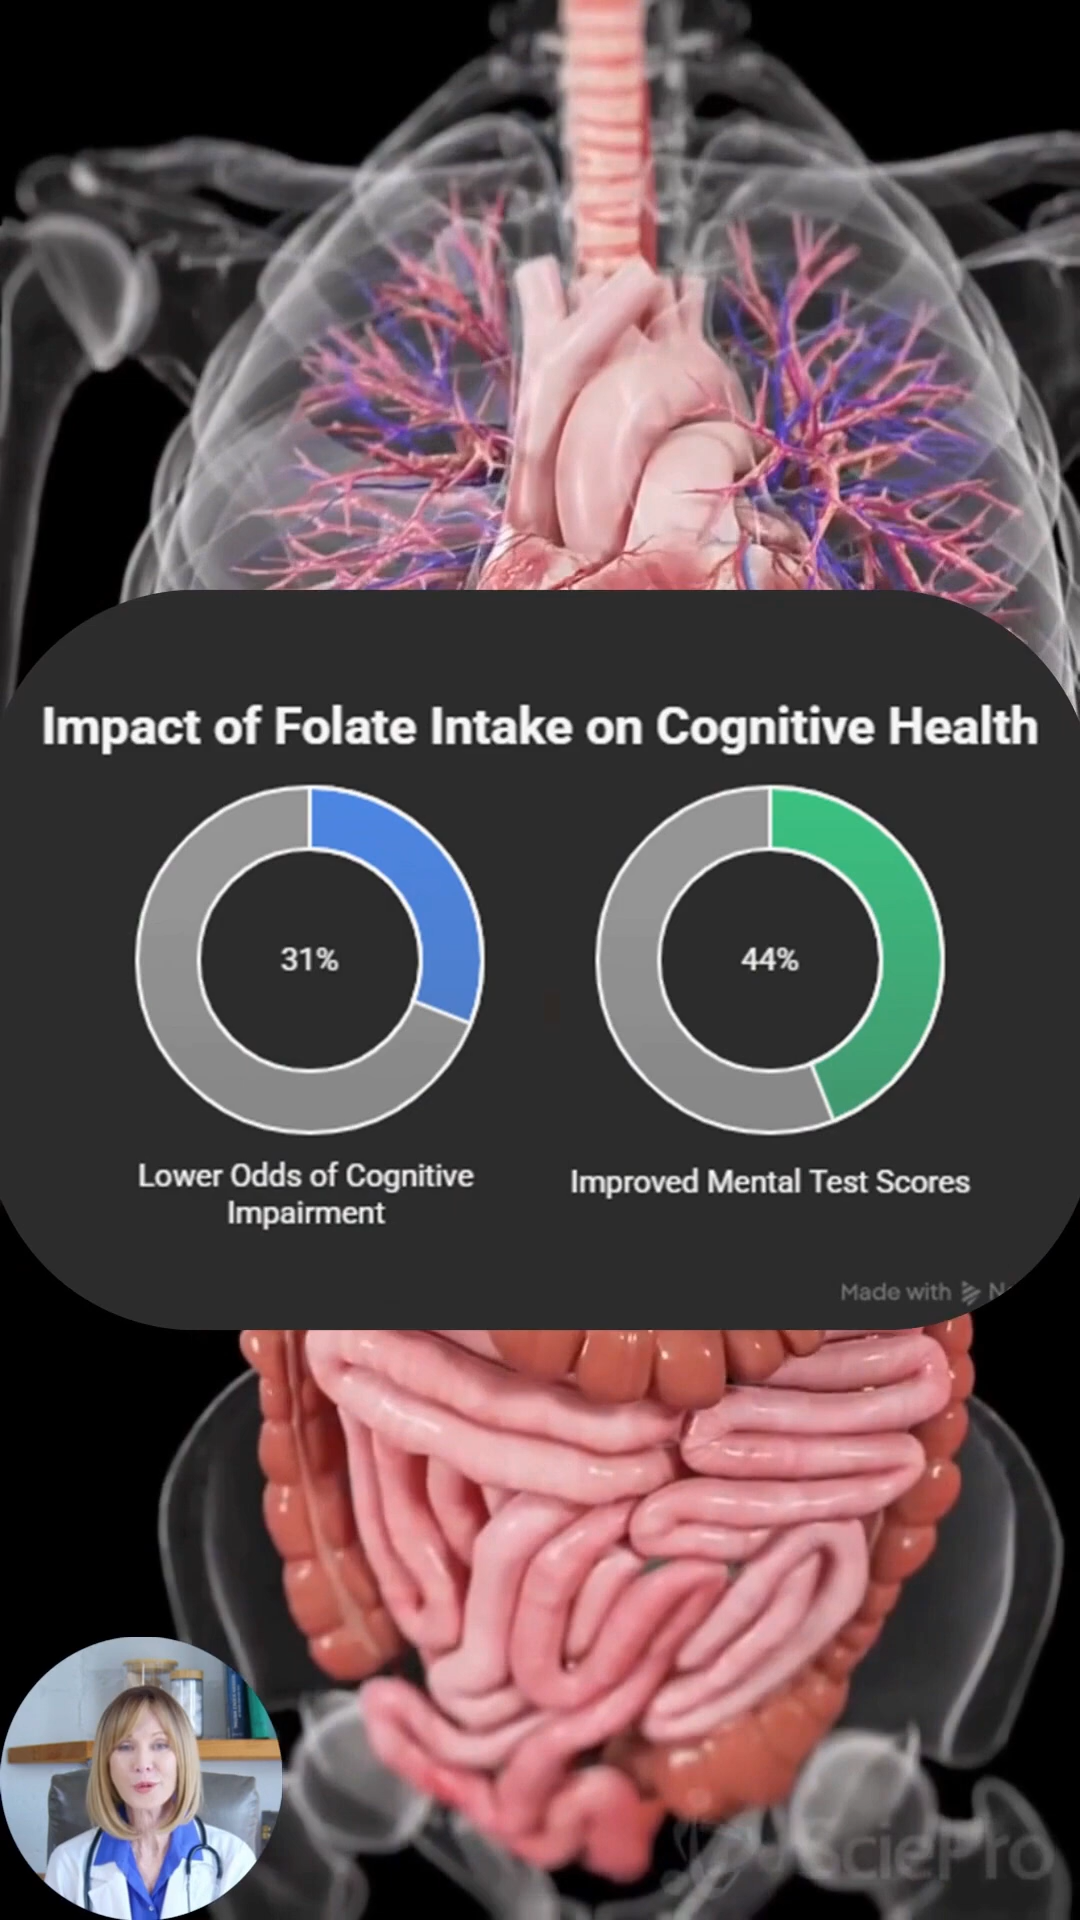 Impact of Folate Intake on Cognitive Health
31%
44%
Lower Odds of Cognitive
Impairment
Improved Mental Test Scores
Made with
SciePro